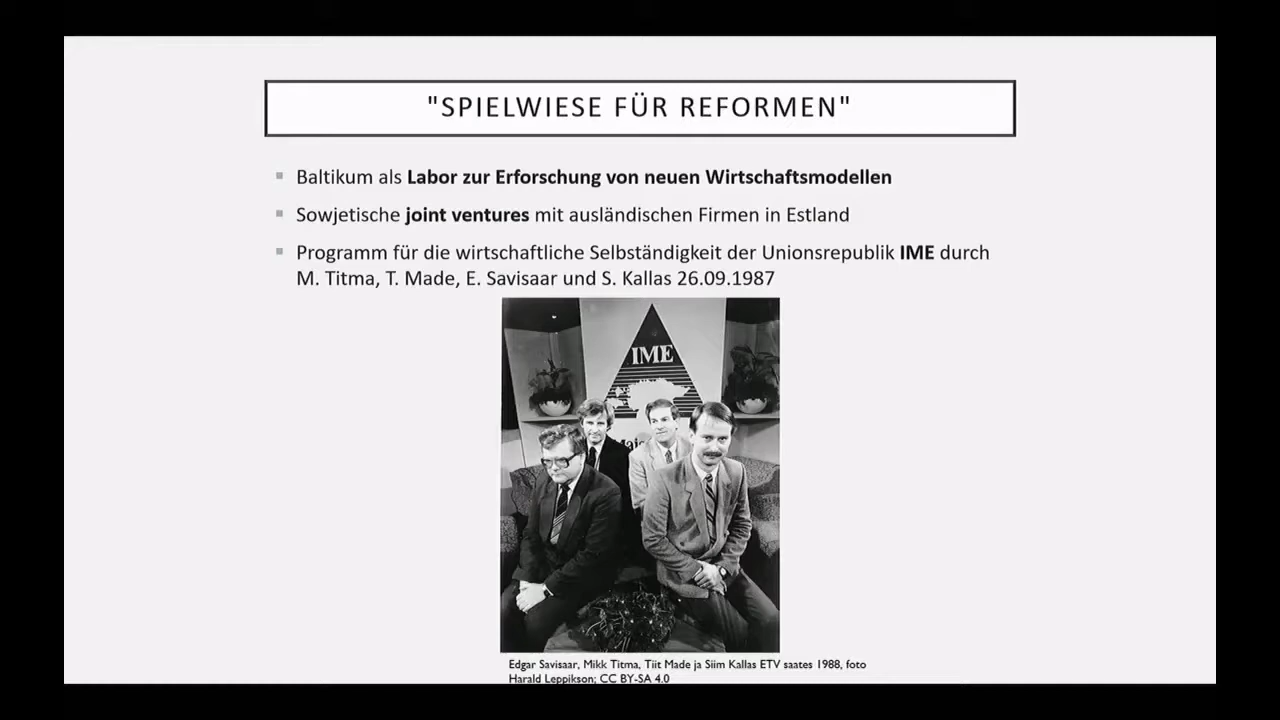 "SPIELWIESE FÜR REFORMEN"
Baltikum als Labor zur Erforschung von neuen Wirtschaftsmodellen
Sowjetische joint ventures mit ausländischen Firmen in Estland
Programm für die wirtschaftliche Selbständigkeit der Unionsrepublik IME durch
M. Titma, T. Made, E. Savisaar und S. Kallas 26.09.1987
IME
Edgar Savisaar, Mikk Titma, Tiit Made ja Siim Kallas ETV saates 1988, foto
Harald Leppikson; CC BY-SA 4.0